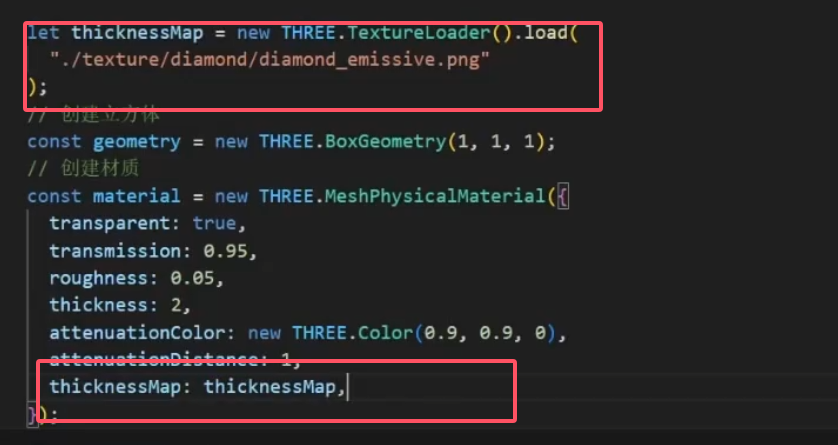 let thicknessMap = new THREE.TextureLoader().load(
"./texture/diamond/diamond_emissive.png"
);
// 创建立方体
const geometry = new THREE.BoxGeometry(1, 1, 1);
// 创建材质
const material = new THREE.MeshPhysicalMaterial({
transparent: true,
transmission: 0.95,
roughness: 0.05,
thickness: 2,
attenuationColor: new THREE.Color(0.9, 0.9, 0),
attenuationDistance: 1,
thicknessMap: thicknessMap,
});